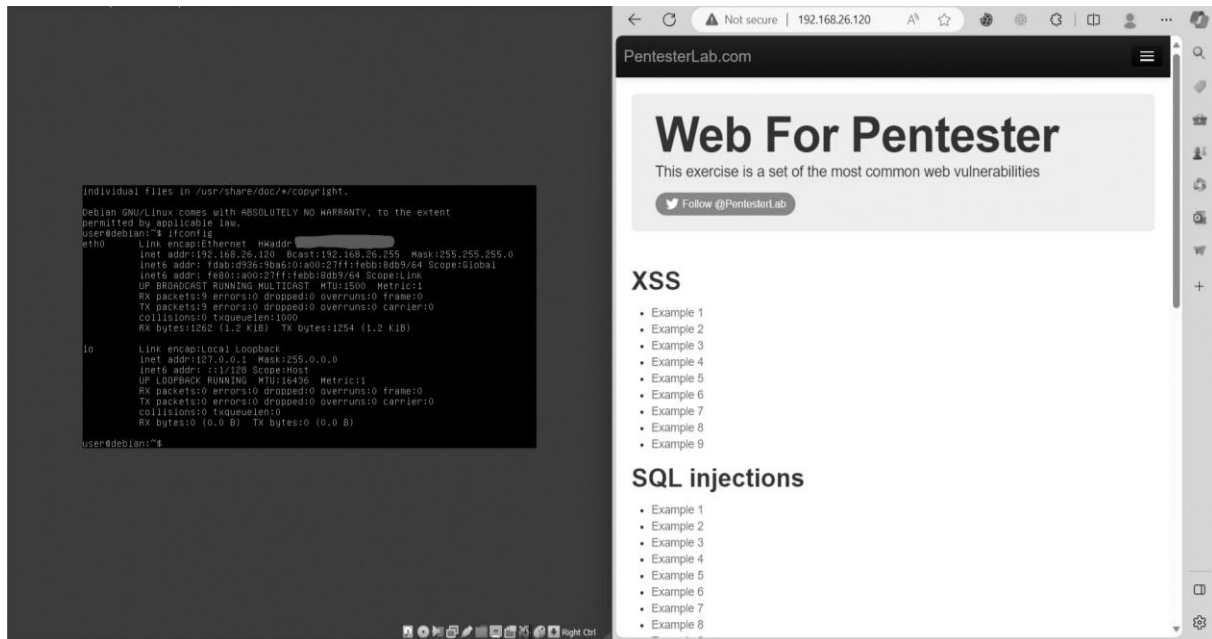 individual files in /usr/share/doc/*/copyright.
Debian GNU/Linux comes with ABSOLUTELY NO WARRANTY, to the extent
permitted by applicable law.
user@debian:~$ ifconfig
eth0 Link encap:Ethernet HWaddr
inet addr:192.168.26.120 Bcast:192.168.26.255 Mask:255.255.255.0
inet6 addr: fdab:d936:9ba6:0:a00:27ff:febb:8db9/64 Scope:Global
inet6 addr: fe80::a00:27ff:febb:8db9/64 Scope:Link
UP BROADCAST RUNNING MULTICAST MTU:1500 Metric:1
RX packets:9 errors:0 dropped:0 overruns:0 frame:0
TX packets:9 errors:0 dropped:0 overruns:0 carrier:0
collisions:0 txqueuelen:1000
RX bytes:1262 (1.2 KiB) TX bytes:1254 (1.2 KiB)
lo Link encap:Local Loopback
inet addr:127.0.0.1 Mask:255.0.0.0
inet6 addr: ::1/128 Scope:Host
UP LOOPBACK RUNNING MTU:16436 Metric:1
RX packets:0 errors:0 dropped:0 overruns:0 frame:0
TX packets:0 errors:0 dropped:0 overruns:0 carrier:0
collisions:0 txqueuelen:0
RX bytes:0 (0.0 B) TX bytes:0 (0.0 B)
user@debian:~$
Right Ctrl
Not secure | 192.168.26.120
PentesterLab.com
Web For Pentester
This exercise is a set of the most common web vulnerabilities
Follow @PentesterLab
XSS
Example 1
Example 2
Example 3
Example 4
Example 5
Example 6
Example 7
Example 8
Example 9
SQL injections
Example 1
Example 2
Example 3
Example 4
Example 5
Example 6
Example 7
Example 8